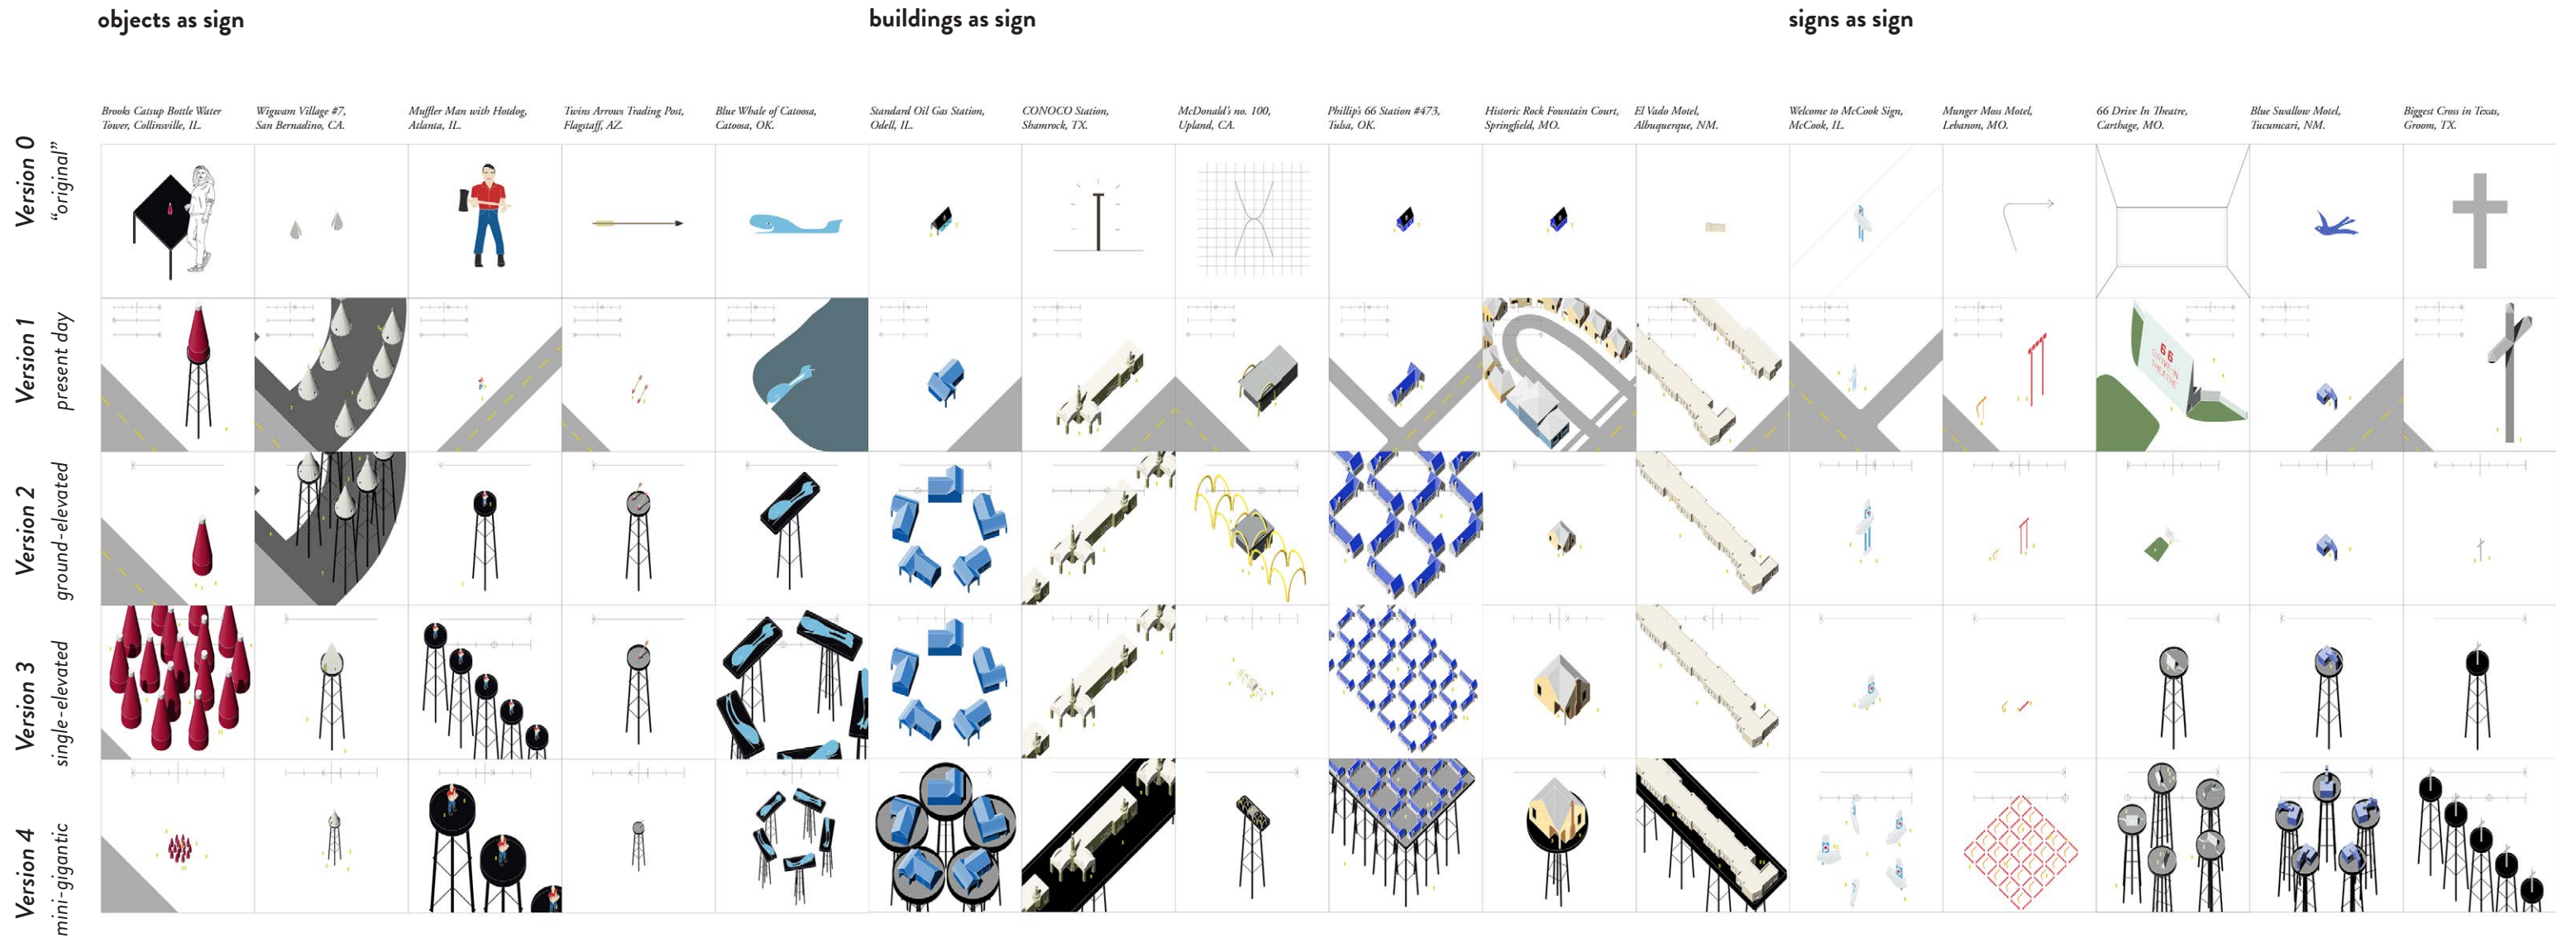 objects as sign
buildings as sign
signs as sign
Brooks Catsup Bottle Water
Tower, Collinsville, IL.
Wigwam Village #7,
San Bernadino, CA.
Muffler Man with Hotdog,
Atlanta, IL.
Twins Arrows Trading Post,
Flagstaff, AZ.
Blue Whale of Catoosa,
Catoosa, OK.
Standard Oil Gas Station,
Odell, IL.
CONOCO Station,
Shamrock, TX.
McDonald's no. 100,
Upland, CA.
Phillip's 66 Station #473,
Tulsa, OK.
Historic Rock Fountain Court,
Springfield, MO.
El Vado Motel,
Albuquerque, NM.
Welcome to McCook Sign,
McCook, IL.
Munger Moss Motel,
Lebanon, MO.
66 Drive In Theatre,
Carthage, MO.
Blue Swallow Motel,
Tucumcari, NM.
Biggest Cross in Texas,
Groom, TX.
Version 0
"original"
Version 1
present day
66
DRIVE IN
THEATRE
Version 2
ground-elevated
Version 3
single-elevated
Version 4
mini-gigantic